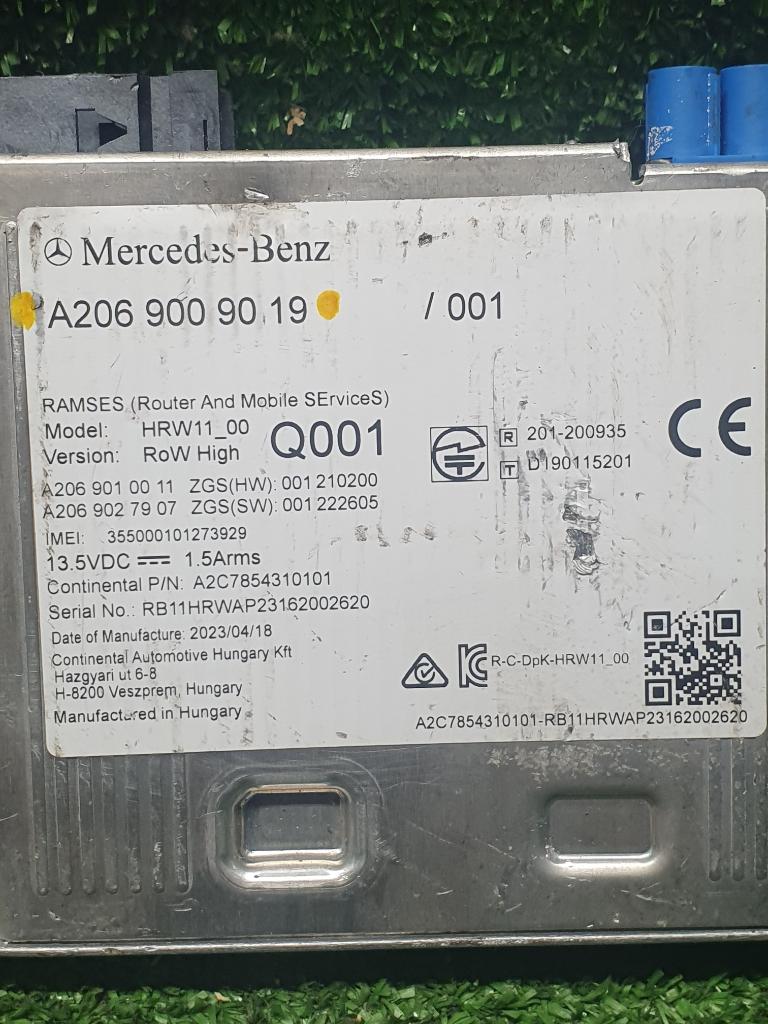 Mercedes-Benz
A206 900 90 19 / 001
RAMSES (Router And Mobile SErviceS)
Model: HRW11_00 Q001
Version: RoW High
A206 901 00 11 ZGS(HW): 001 210200
A206 902 79 07 ZGS(SW): 001 222605
IMEI: 355000101273929
13.5VDC 1.5Arms
Continental P/N: A2C7854310101
Serial No.: RB11HRWAP23162002620
Date of Manufacture: 2023/04/18
Continental Automotive Hungary Kft
Hazgyari ut 6-8
H-8200 Veszprem, Hungary
Manufactured in Hungary
R 201-200935
T D190115201
CE
R-C-DpK-HRW11_00
A2C7854310101-RB11HRWAP23162002620